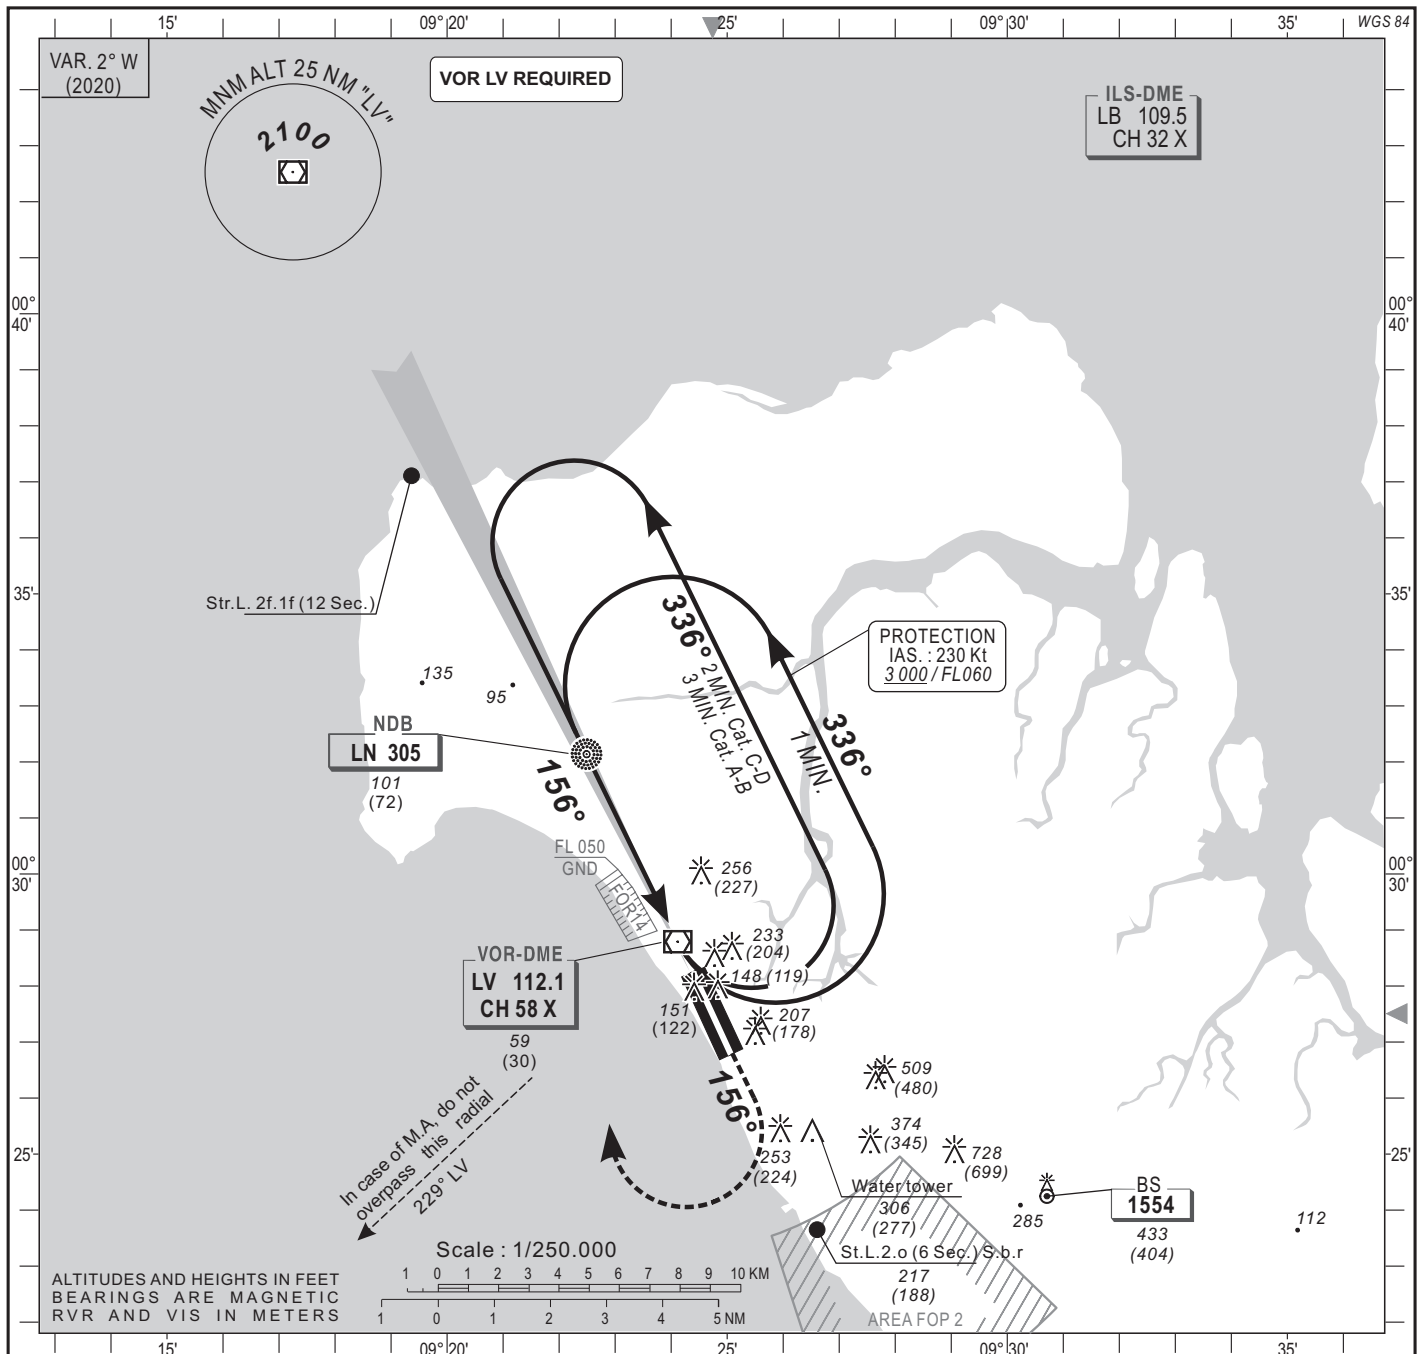 15'
09° 20'
25'
09° 30'
35'
WGS 84
VAR. 2° W
(2020)
MNM ALT 25 NM "LV"
2100
VOR LV REQUIRED
ILS-DME
LB 109.5
CH 32 X
00°
40'
00°
40'
Str.L. 2f.1f (12 Sec.)
35'
35'
336°
2 MIN. Cat. C-D
3 MIN. Cat. A-B
PROTECTION
IAS. : 230 Kt
3 000 / FL060
336°
1 MIN.
135
95
NDB
LN 305
101
(72)
156°
FL 050
GND
FOR14
00°
30'
00°
30'
256
(227)
233
(204)
148 (119)
VOR-DME
LV 112.1
CH 58 X
59
(30)
151
(122)
207
(178)
509
(480)
156°
374
(345)
728
(699)
253
(224)
In case of M.A, do not
overpass this radial
229° LV
25'
25'
Water tower
306
(277)
BS
1554
433
(404)
285
112
St.L.2.o (6 Sec.) S.b.r
217
(188)
AREA FOP 2
Scale : 1/250.000
1 0 1 2 3 4 5 6 7 8 9 10 KM
1 0 1 2 3 4 5 NM
ALTITUDES AND HEIGHTS IN FEET
BEARINGS ARE MAGNETIC
RVR AND VIS IN METERS
15'
09° 20'
25'
09° 30'
35'